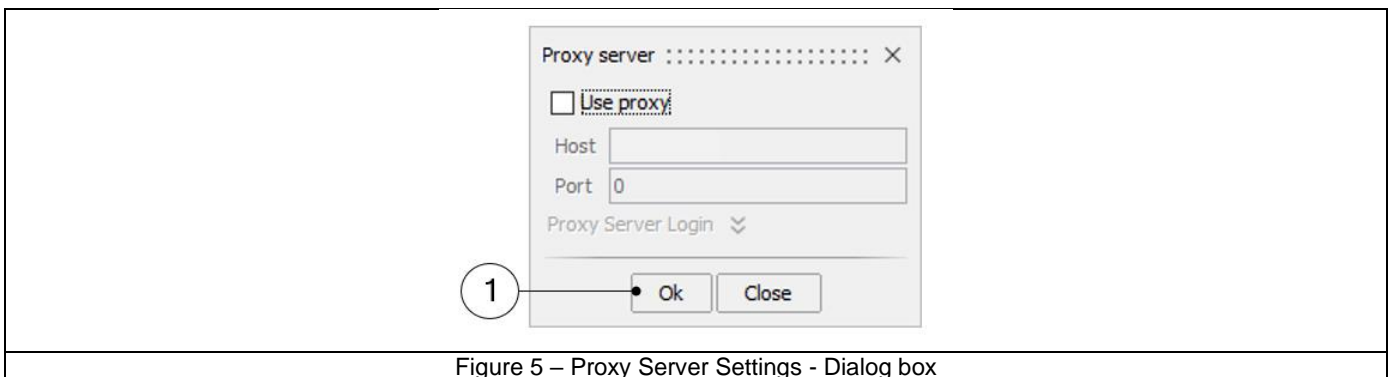 Proxy server
Use proxy
Host
Port 0
Proxy Server Login
1
Ok Close
Figure 5 – Proxy Server Settings - Dialog box